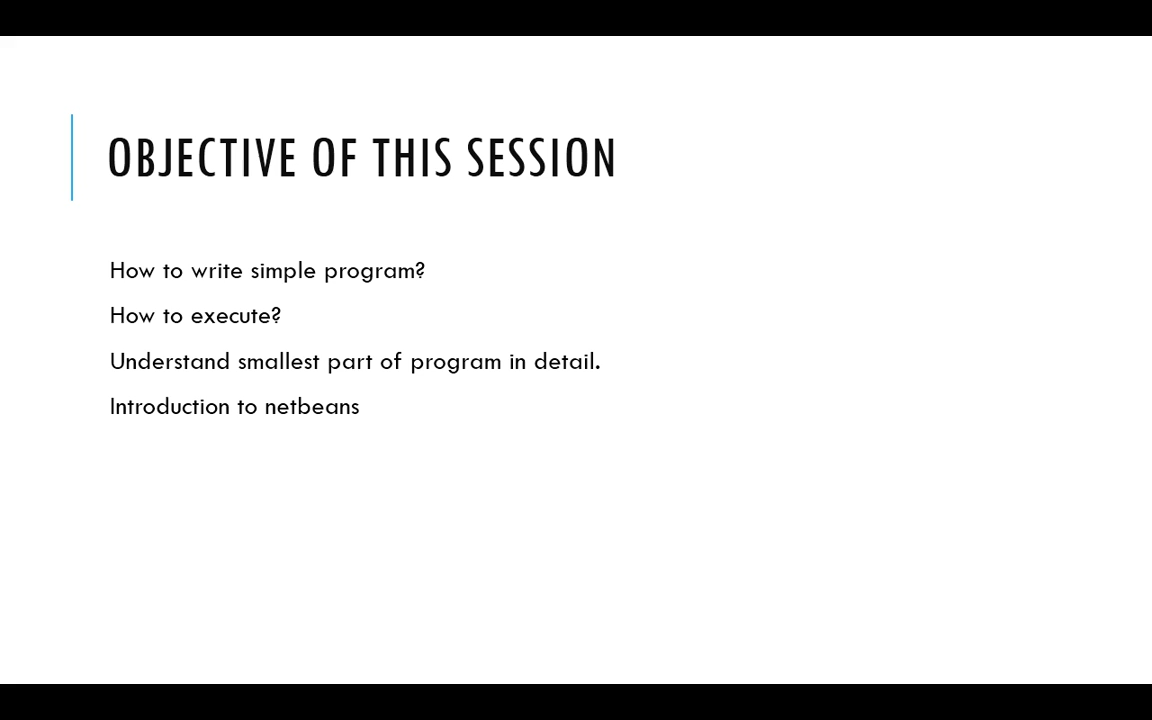 OBJECTIVE OF THIS SESSION
How to write simple program?
How to execute?
Understand smallest part of program in detail.
Introduction to netbeans